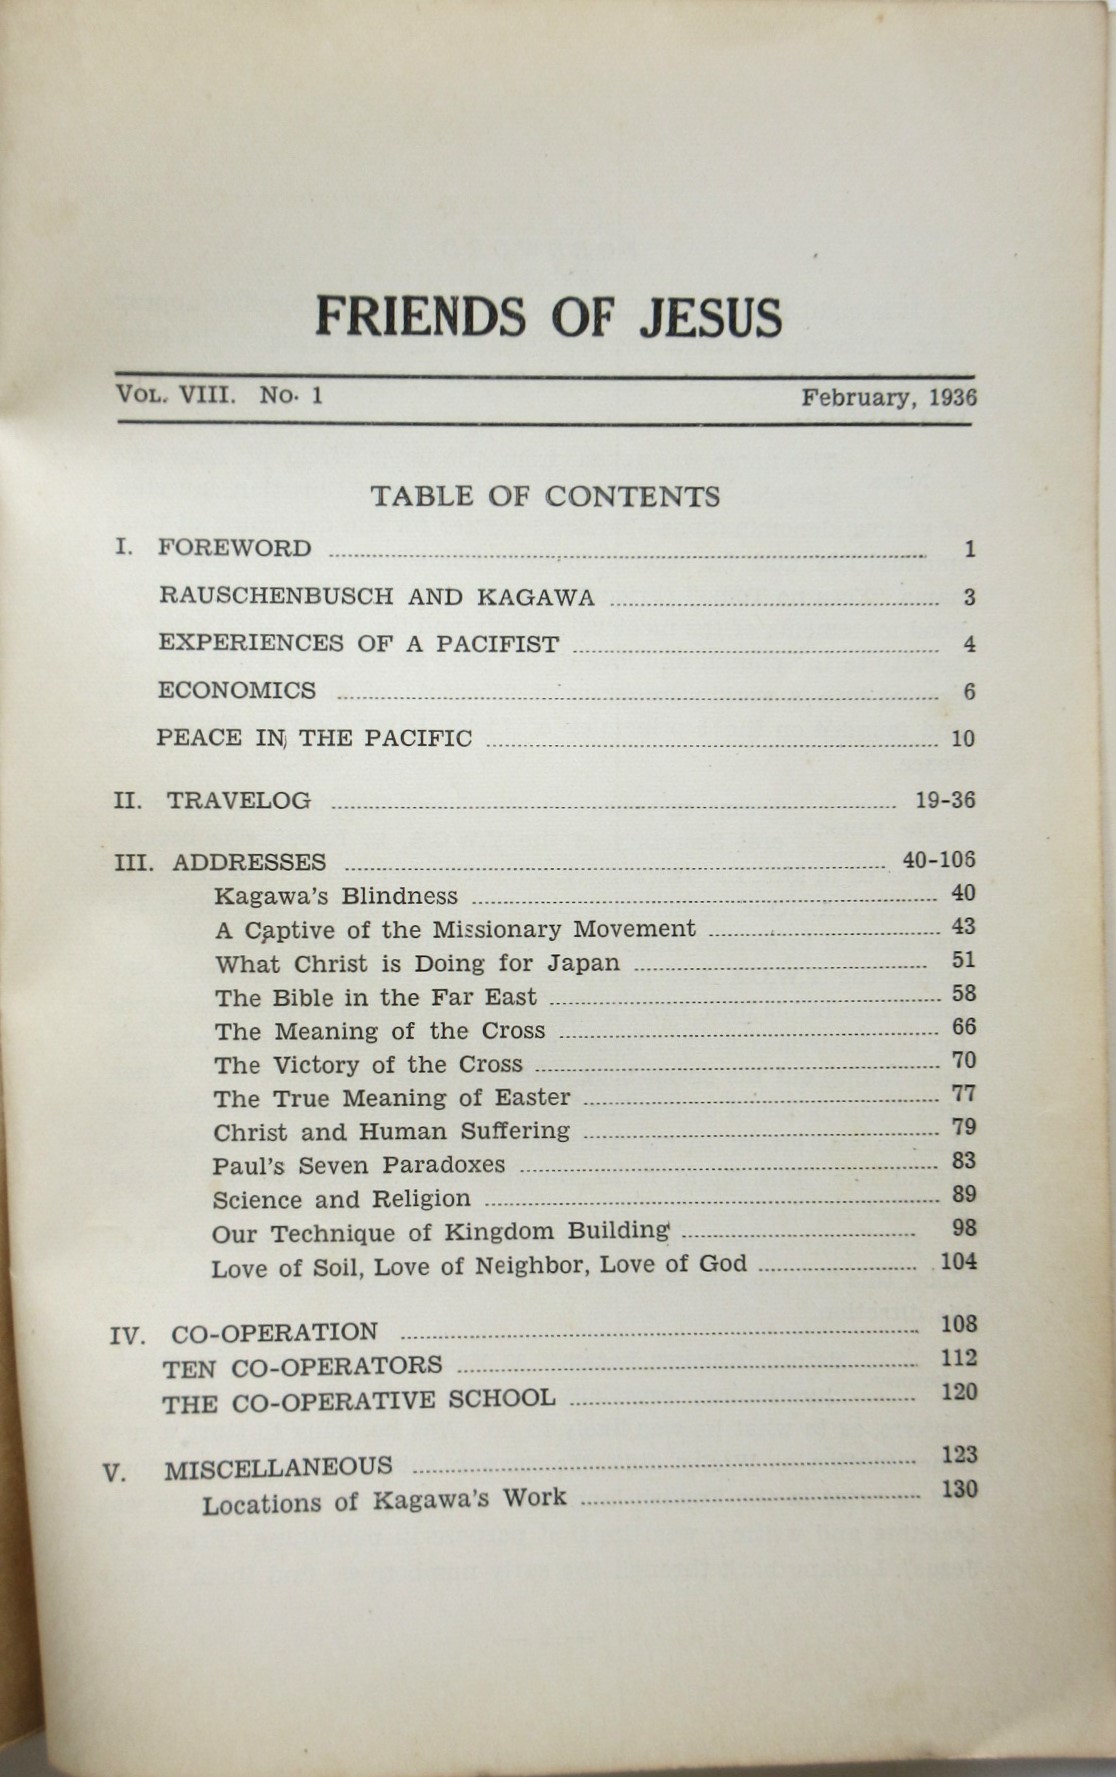 FRIENDS OF JESUS
VOL. VIII. No. 1 February, 1936
TABLE OF CONTENTS
I. FOREWORD 1
RAUSCHENBUSCH AND KAGAWA 3
EXPERIENCES OF A PACIFIST 4
ECONOMICS 6
PEACE IN THE PACIFIC 10
II. TRAVELOG 19-36
III. ADDRESSES 40-106
Kagawa's Blindness 40
A Captive of the Missionary Movement 43
What Christ is Doing for Japan 51
The Bible in the Far East 58
The Meaning of the Cross 66
The Victory of the Cross 70
The True Meaning of Easter 77
Christ and Human Suffering 79
Paul's Seven Paradoxes 83
Science and Religion 89
Our Technique of Kingdom Building 98
Love of Soil, Love of Neighbor, Love of God 104
IV. CO-OPERATION 108
TEN CO-OPERATORS 112
THE CO-OPERATIVE SCHOOL 120
V. MISCELLANEOUS 123
Locations of Kagawa's Work 130